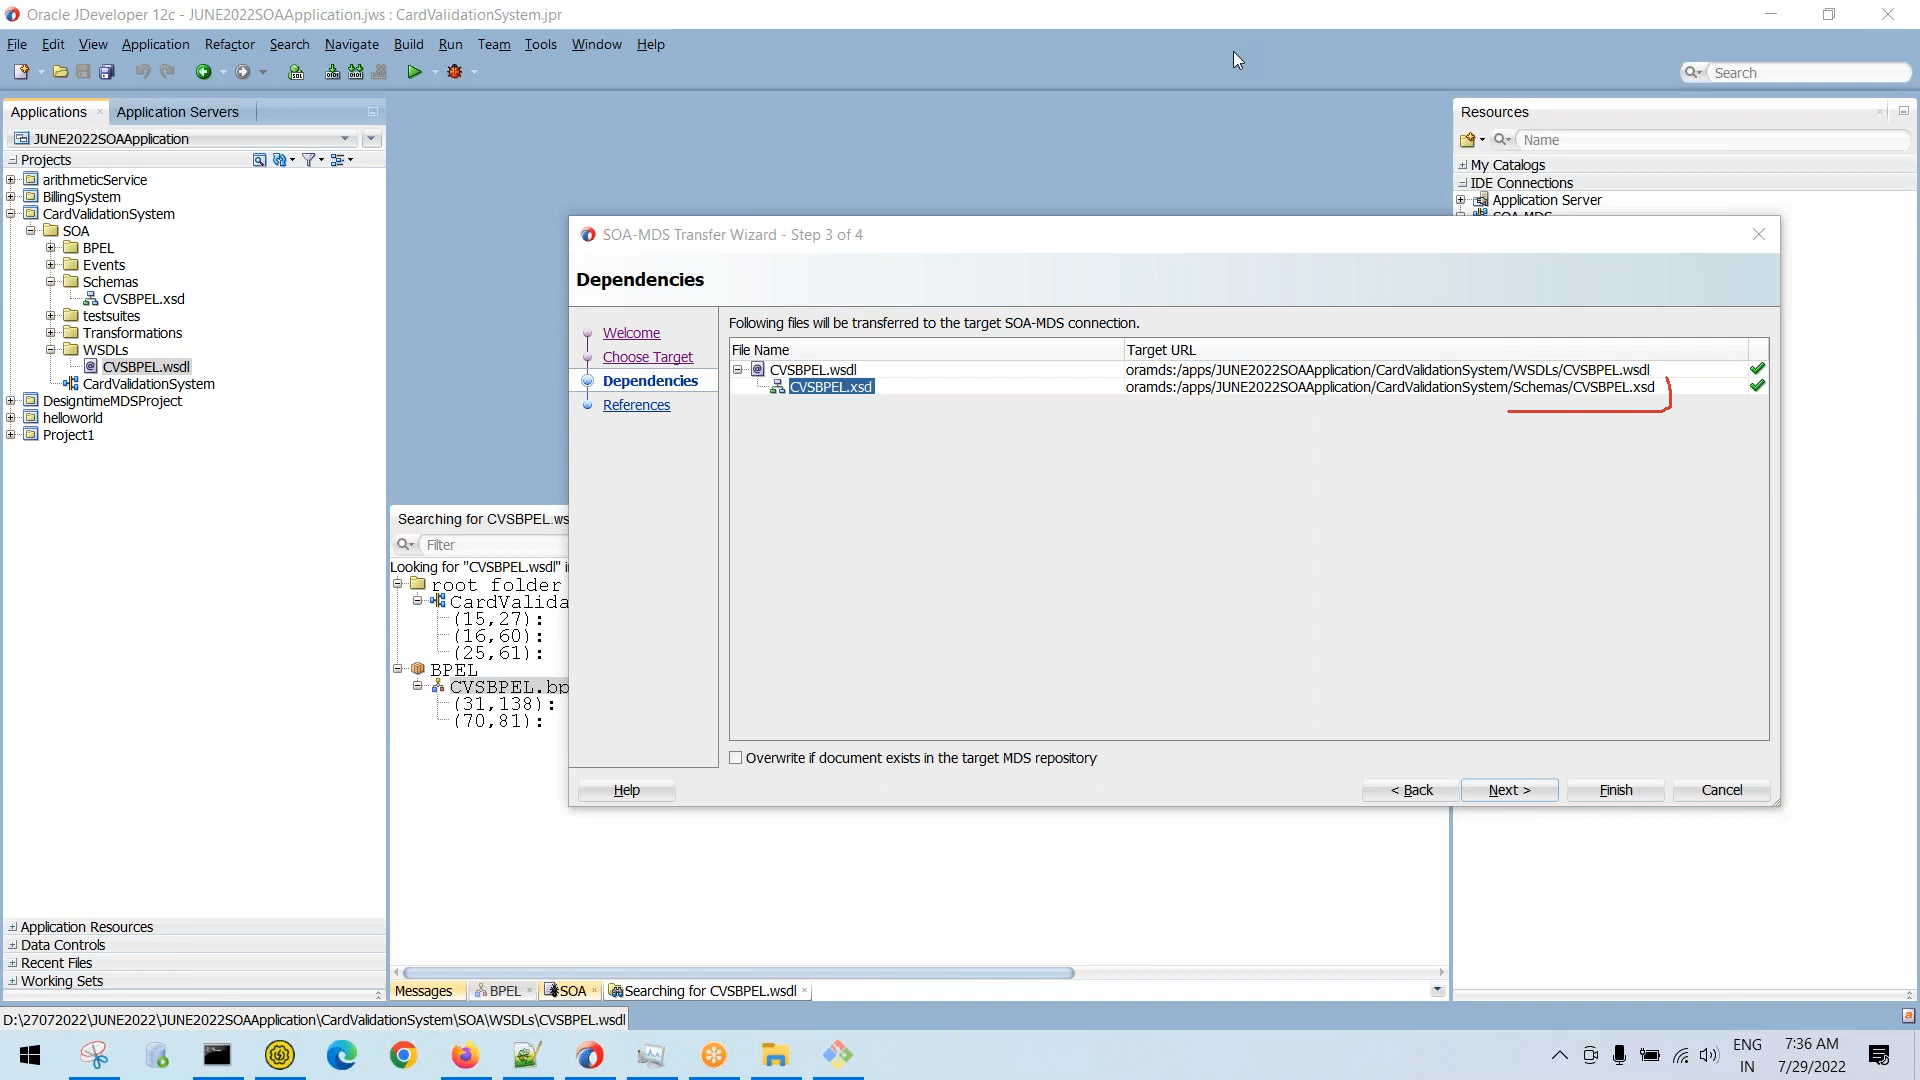 Oracle JDeveloper 12c - JUNE2022SOAApplication.jws : CardValidationSystem.jpr
File Edit View Application Refactor Search Navigate Build Run Team Tools Window Help
Search
Applications Application Servers
JUNE2022SOAApplication
Projects
arithmeticService
BillingSystem
CardValidationSystem
SOA
BPEL
Events
Schemas
CVSBPEL.xsd
testsuites
Transformations
WSDLs
CVSBPEL.wsdl
CardValidationSystem
DesigntimeMDSProject
helloworld
Project1
Application Resources
Data Controls
Recent Files
Working Sets
Searching for CVSBPEL.ws
Filter
Looking for "CVSBPEL.wsdl" i
root folder
CardValida
(15,27):
(16,60):
(25,61):
BPEL
CVSBPEL.bp
(31,138):
(70,81):
SOA-MDS Transfer Wizard - Step 3 of 4
Dependencies
Welcome
Choose Target
Dependencies
References
Following files will be transferred to the target SOA-MDS connection.
File Name Target URL
CVSBPEL.wsdl oramds:/apps/JUNE2022SOAApplication/CardValidationSystem/WSDLs/CVSBPEL.wsdl
CVSBPEL.xsd oramds:/apps/JUNE2022SOAApplication/CardValidationSystem/Schemas/CVSBPEL.xsd
Overwrite if document exists in the target MDS repository
Help < Back Next > Finish Cancel
Resources
Name
My Catalogs
IDE Connections
Application Server
SOA-MDS
Messages BPEL SOA Searching for CVSBPEL.wsdl
D:\27072022\JUNE2022\JUNE2022SOAApplication\CardValidationSystem\SOA\WSDLs\CVSBPEL.wsdl
ENG
IN
7:36 AM
7/29/2022